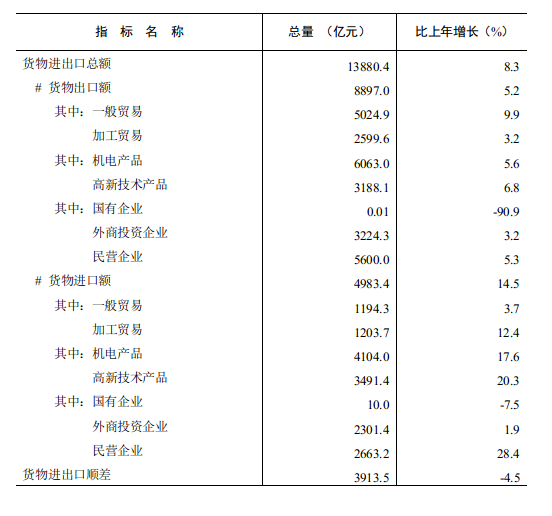 指 标 名 称 总量 （亿元） 比上年增长（%）
货物进出口总额 13880.4 8.3
# 货物出口额 8897.0 5.2
其中：一般贸易 5024.9 9.9
加工贸易 2599.6 3.2
其中：机电产品 6063.0 5.6
高新技术产品 3188.1 6.8
其中：国有企业 0.01 -90.9
外商投资企业 3224.3 3.2
民营企业 5600.0 5.3
# 货物进口额 4983.4 14.5
其中：一般贸易 1194.3 3.7
加工贸易 1203.7 12.4
其中：机电产品 4104.0 17.6
高新技术产品 3491.4 20.3
其中：国有企业 10.0 -7.5
外商投资企业 2301.4 1.9
民营企业 2663.2 28.4
货物进出口顺差 3913.5 -4.5